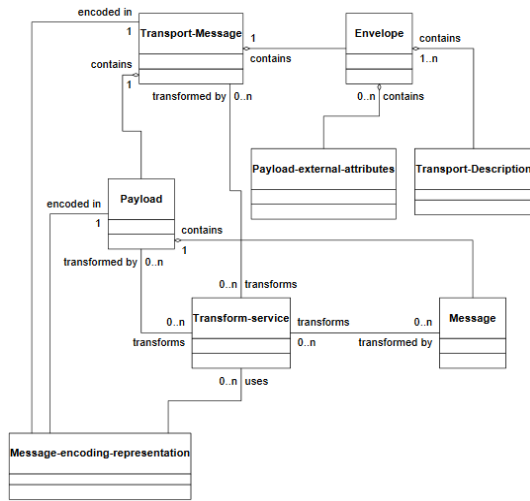 encoded in
1
Transport-Message
1
contains
Envelope
contains
1..n
contains
1
transformed by
0..n
0..n
contains
Payload-external-attributes
Transport-Description
encoded in
1
Payload
contains
1
transformed by
0..n
0..n
transforms
0..n
transforms
Transform-service
transforms
0..n
0..n
transformed by
Message
0..n
uses
Message-encoding-representation